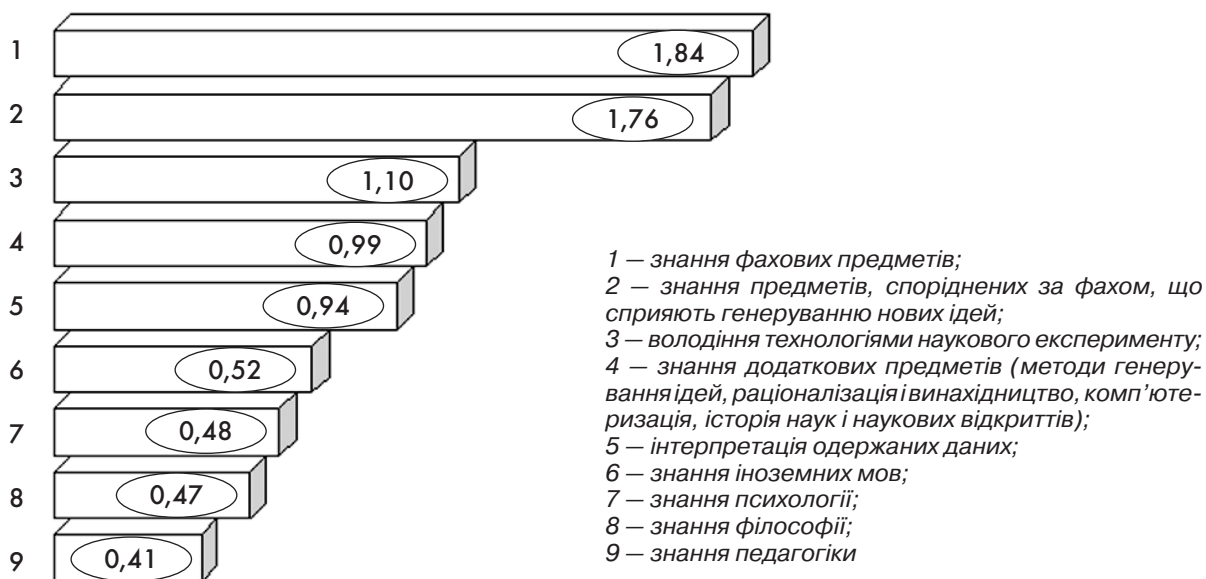 1 1,84
2 1,76
3 1,10
4 0,99
5 0,94
6 0,52
7 0,48
8 0,47
9 0,41
1 — знання фахових предметів;
2 — знання предметів, споріднених за фахом, що
сприяють генеруванню нових ідей;
3 — володіння технологіями наукового експерименту;
4 — знання додаткових предметів (методи генеру-
вання ідей, раціоналізація і винахідництво, комп’юте-
ризація, історія наук і наукових відкриттів);
5 — інтерпретація одержаних даних;
6 — знання іноземних мов;
7 — знання психології;
8 — знання філософії;
9 — знання педагогіки